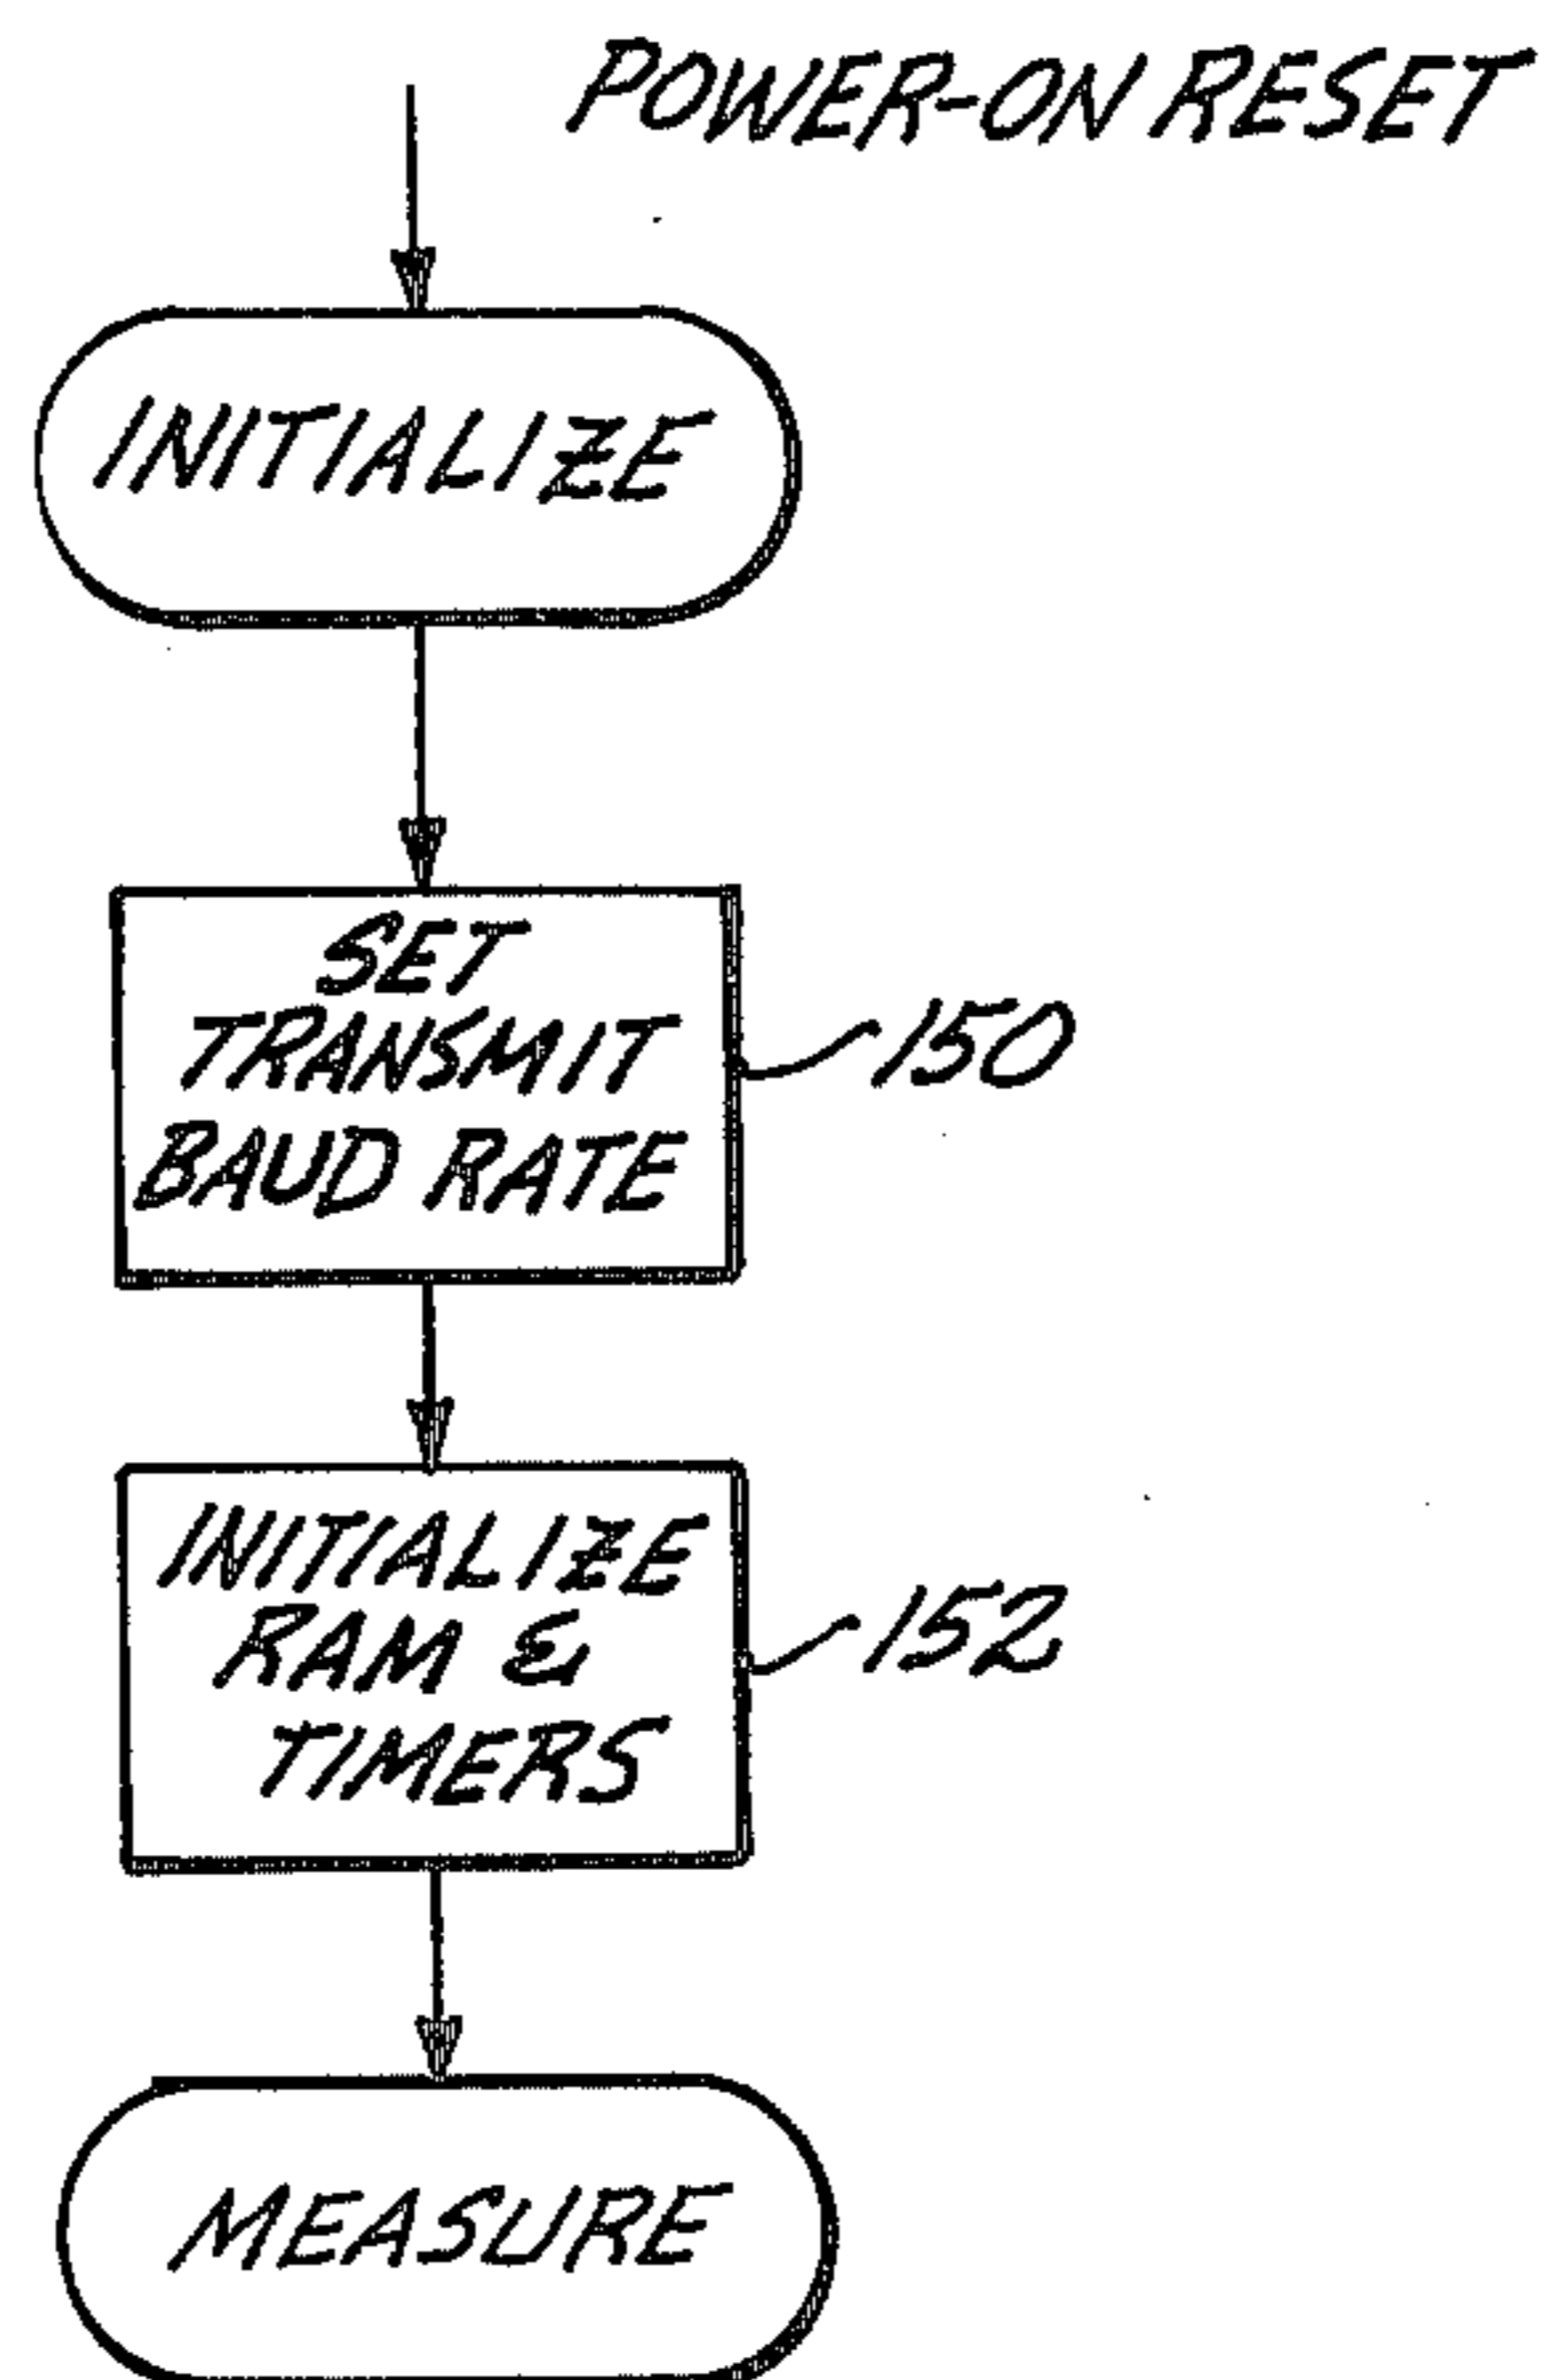 POWER-ON RESET
INITIALIZE
SET
TRANSMIT
BAUD RATE
150
INITIALIZE
RAM &
TIMERS
152
MEASURE